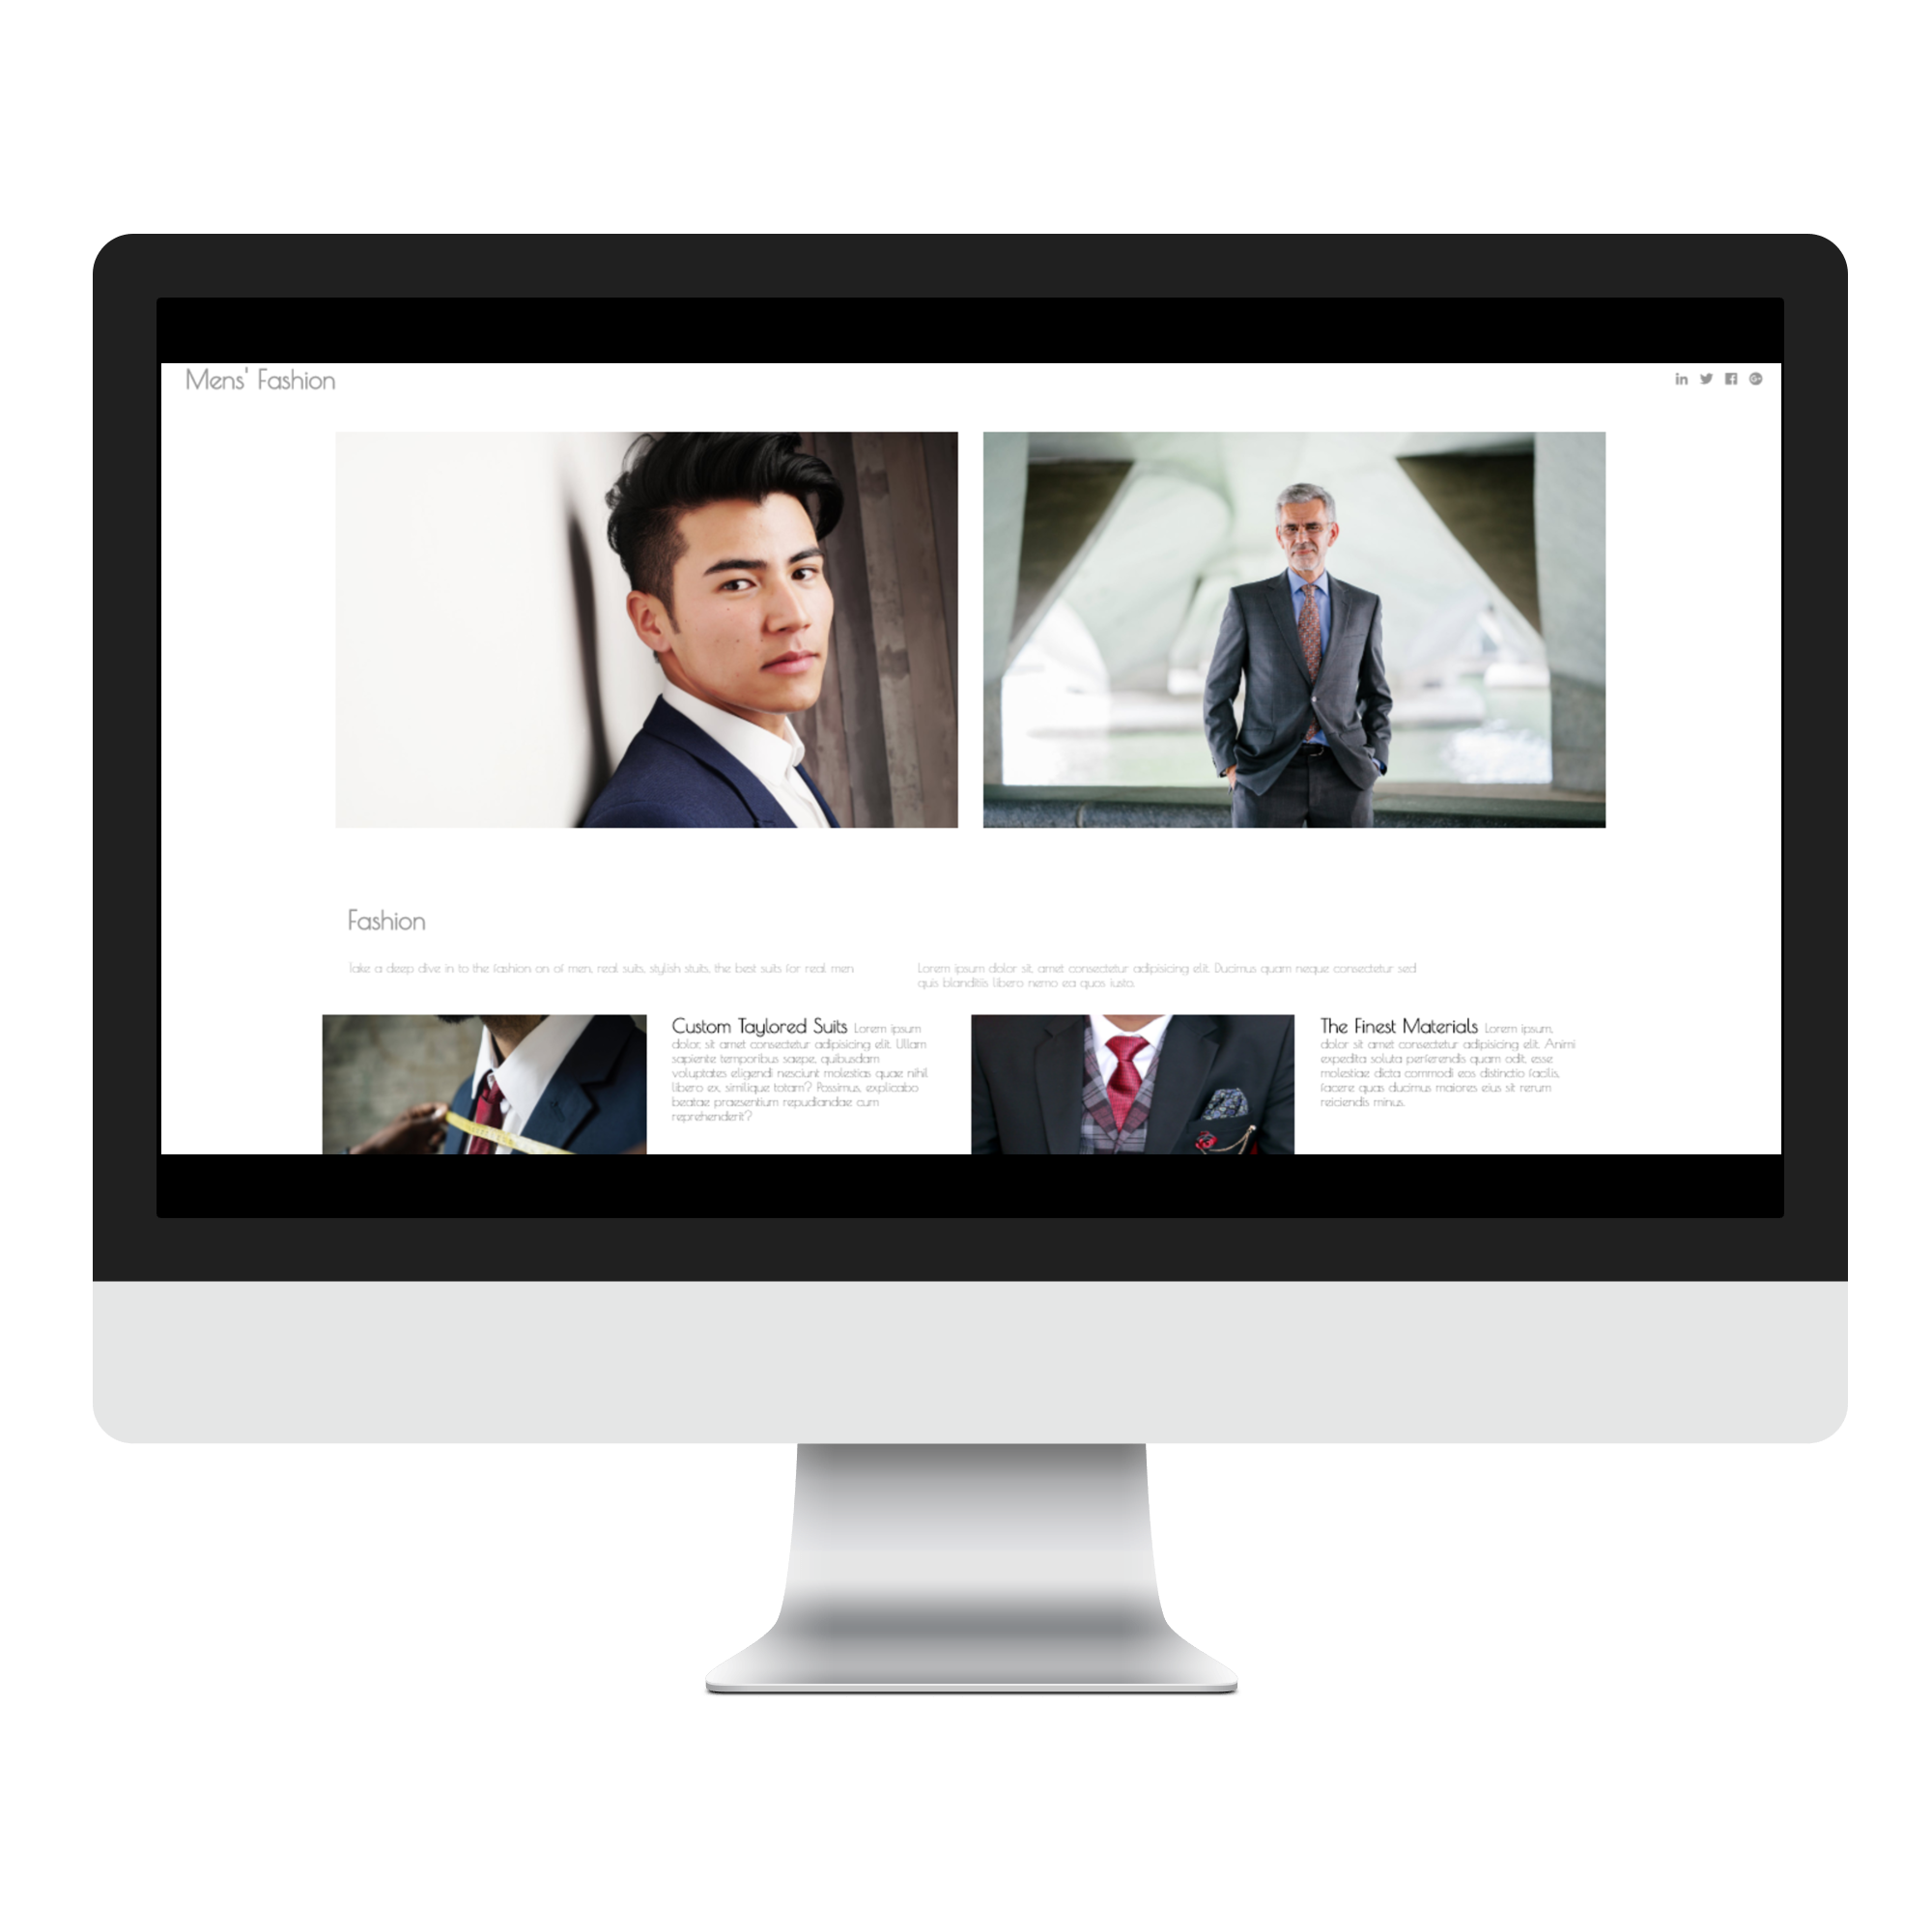 Mens' Fashion
in
Fashion
Take a deep dive in to the fashion on of men, real suits, stylish stuits, the best suits for real men
Lorem ipsum dolor sit, amet consectetur adipisicing elit. Ducimus quam neque consectetur sed
quis blanditiis libero nemo ea quos iusto.
Custom Taylored Suits Lorem ipsum
dolor, sit amet consectetur adipisicing elit. Ullam
sapiente temporibus saepe, quibusdam
voluptates eligendi nesciunt molestias quae nihil
libero ex, similique totam? Possimus, explicabo
beatae praesentium repudiandae cum
reprehenderit?
The Finest Materials Lorem ipsum,
dolor sit amet consectetur adipisicing elit. Animi
expedita soluta perferendis quam odit, esse
molestiae dicta commodi eos distinctio facilis,
facere quas ducimus maiores eius sit rerum
reiciendis minus.